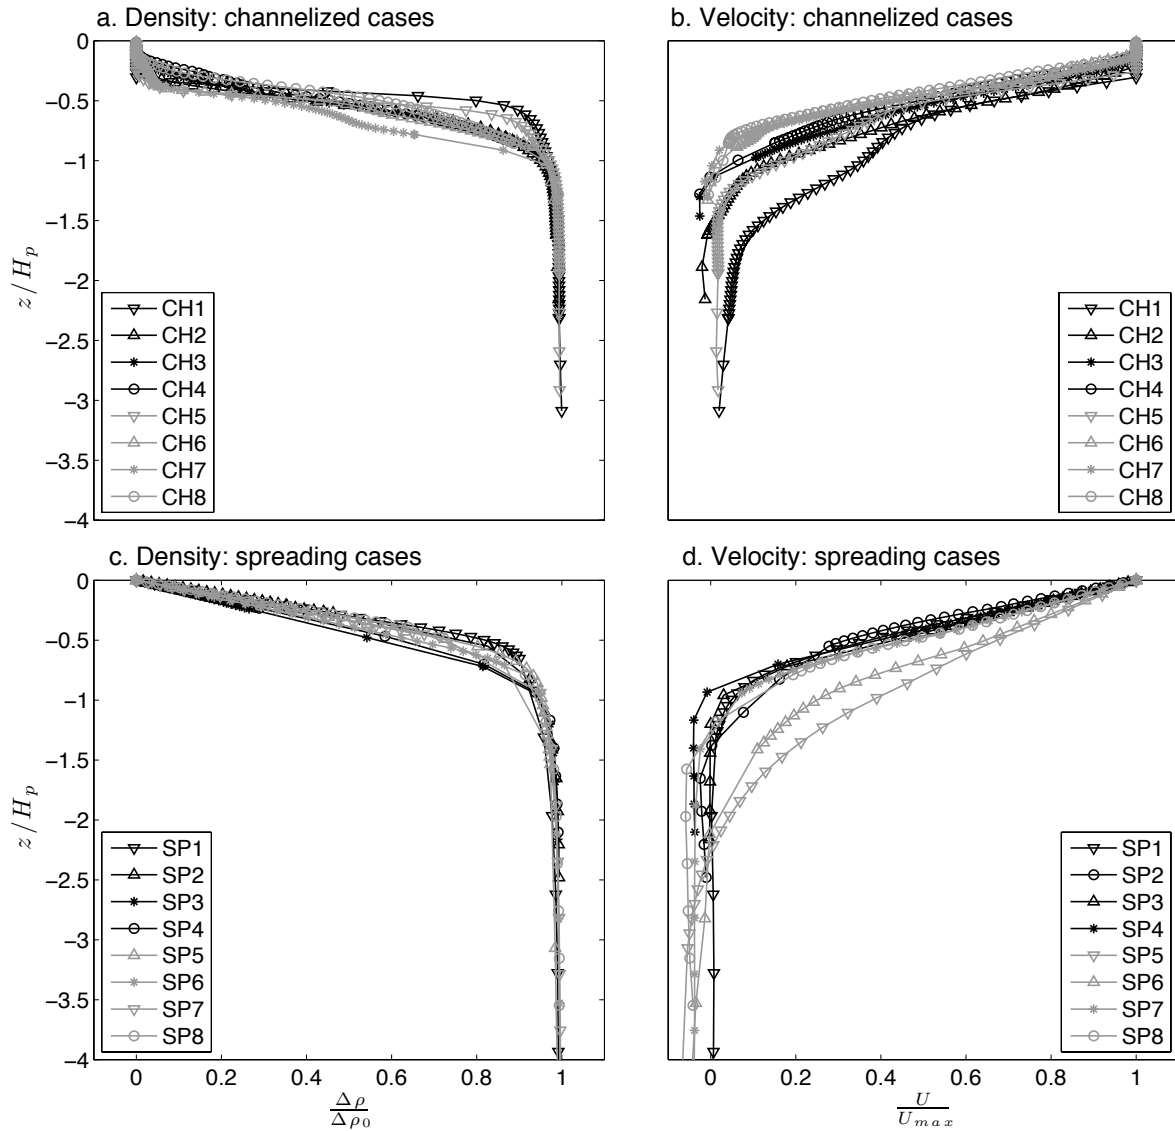 a. Density: channelized cases
b. Velocity: channelized cases
0
−0.5
−1
−1.5
−2
−2.5
−3
−3.5
−4
z/H_p
CH1
CH2
CH3
CH4
CH5
CH6
CH7
CH8
CH1
CH2
CH3
CH4
CH5
CH6
CH7
CH8
c. Density: spreading cases
d. Velocity: spreading cases
0
−0.5
−1
−1.5
−2
−2.5
−3
−3.5
−4
z/H_p
SP1
SP2
SP3
SP4
SP5
SP6
SP7
SP8
SP1
SP2
SP3
SP4
SP5
SP6
SP7
SP8
0 0.2 0.4 0.6 0.8 1
0 0.2 0.4 0.6 0.8 1
Δρ
Δρ_0
U
U_max